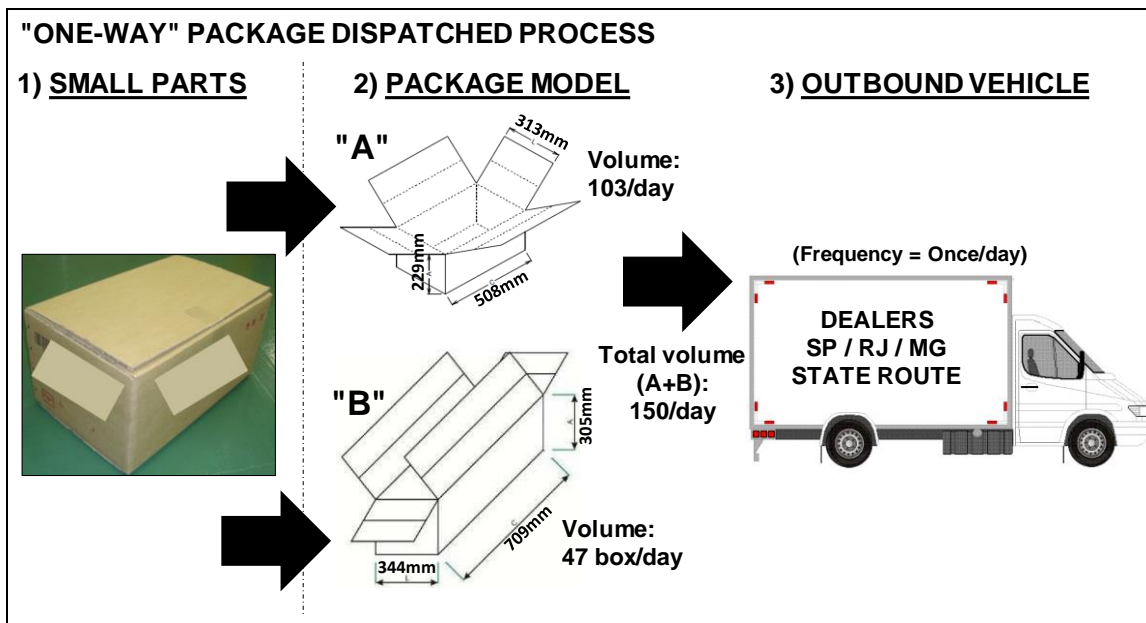 "ONE-WAY" PACKAGE DISPATCHED PROCESS
1) SMALL PARTS
2) PACKAGE MODEL
3) OUTBOUND VEHICLE
"A"
313mm
L
Volume:
103/day
229mm
A
C
508mm
"B"
305mm
A
C
709mm
344mm
L
Volume:
47 box/day
Total volume
(A+B):
150/day
(Frequency = Once/day)
DEALERS
SP / RJ / MG
STATE ROUTE